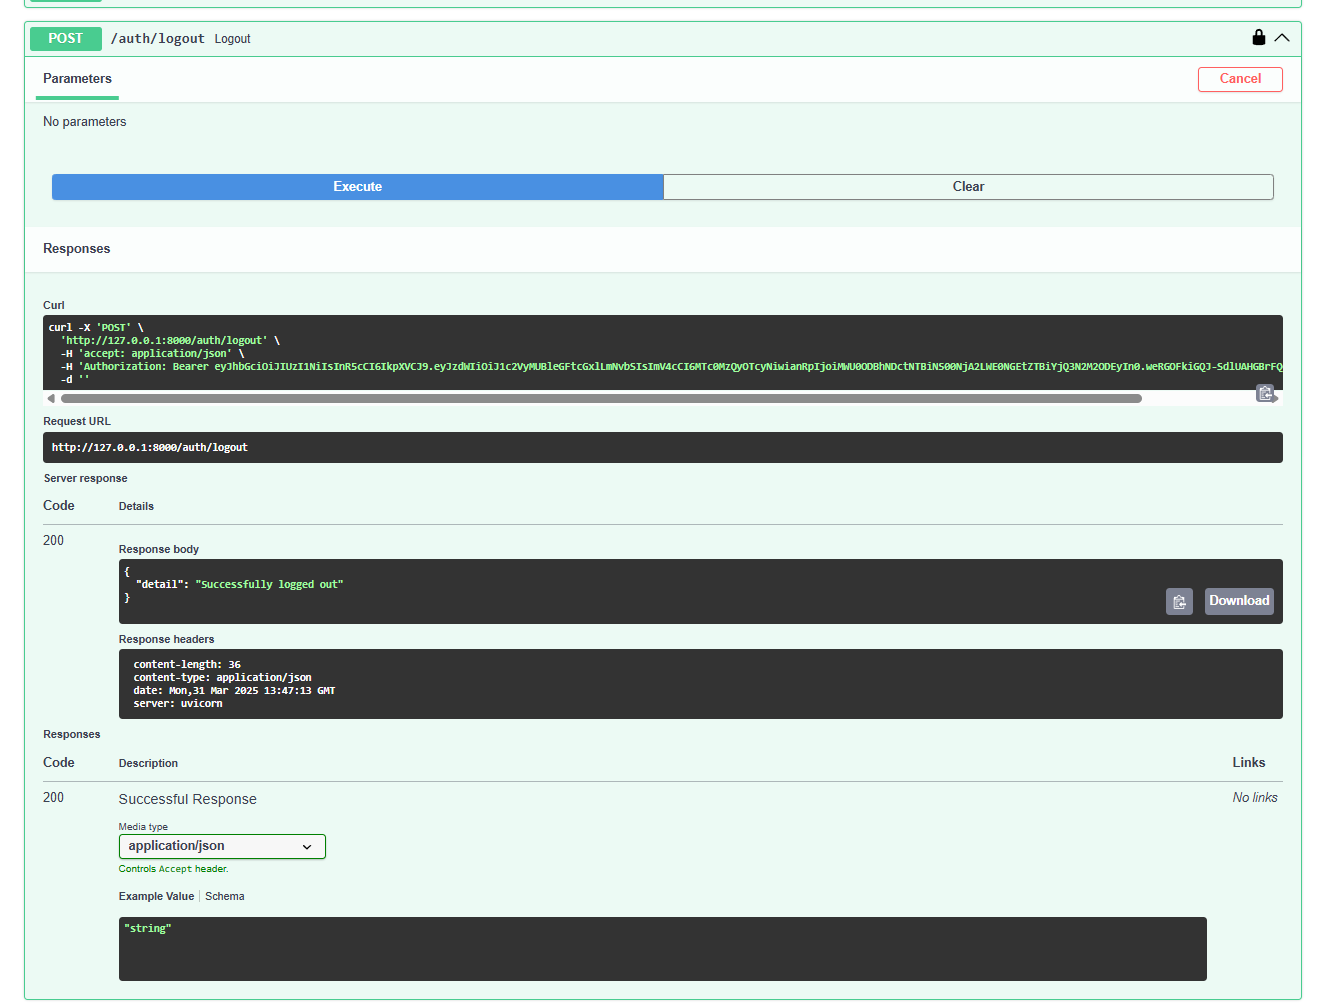 POST /auth/logout Logout
Parameters
Cancel
No parameters
Execute
Clear
Responses
Curl
curl -X 'POST' \
'http://127.0.0.1:8000/auth/logout' \
-H 'accept: application/json' \
-H 'Authorization: Bearer
-d ''
Request URL
http://127.0.0.1:8000/auth/logout
Server response
Code Details
200
Response body
{
"detail": "Successfully logged out"
}
Download
Response headers
content-length: 36
content-type: application/json
date: Mon,31 Mar 2025 13:47:13 GMT
server: uvicorn
Responses
Code Description Links
200 Successful Response No links
Media type
application/json
Controls Accept header.
Example Value Schema
"string"